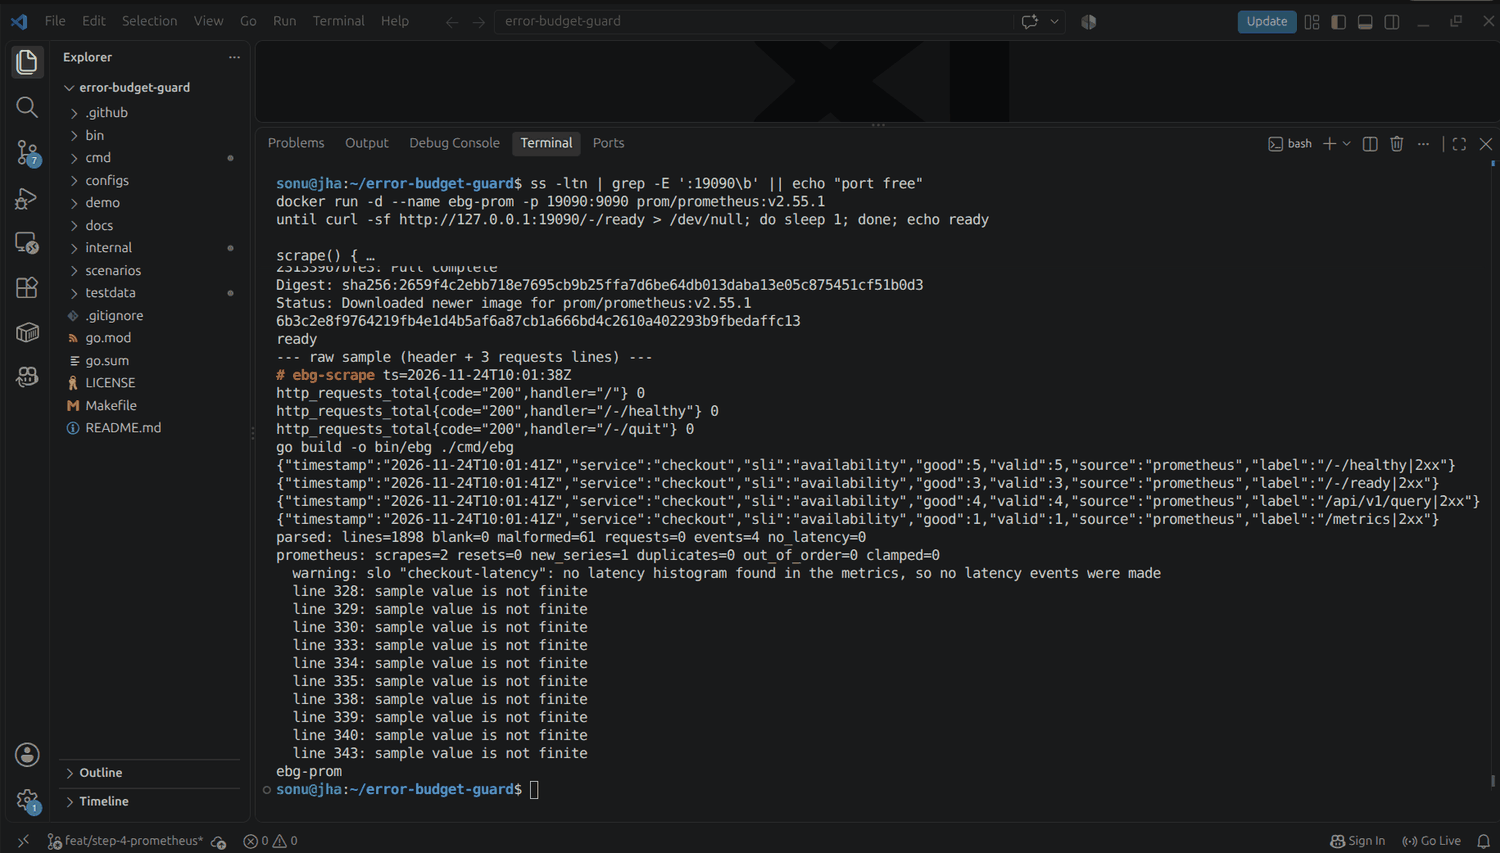 File Edit Selection View Go Run Terminal Help
error-budget-guard
Update
Explorer
error-budget-guard
.github
bin
cmd
configs
demo
docs
internal
scenarios
testdata
.gitignore
go.mod
go.sum
LICENSE
Makefile
README.md
Outline
Timeline
7
1
Problems Output Debug Console Terminal Ports
bash
sonu@jha:~/error-budget-guard$ ss -ltn | grep -E ':19090\b' || echo "port free"
docker run -d --name ebg-prom -p 19090:9090 prom/prometheus:v2.55.1
until curl -sf http://127.0.0.1:19090/-/ready > /dev/null; do sleep 1; done; echo ready
scrape() { …
23133967bfe3: Pull complete
Digest: sha256:2659f4c2ebb718e7695cb9b25ffa7d6be64db013daba13e05c875451cf51b0d3
Status: Downloaded newer image for prom/prometheus:v2.55.1
6b3c2e8f9764219fb4e1d4b5af6a87cb1a666bd4c2610a402293b9fbedaffc13
ready
--- raw sample (header + 3 requests lines) ---
# ebg-scrape ts=2026-11-24T10:01:38Z
http_requests_total{code="200",handler="/"} 0
http_requests_total{code="200",handler="/-/healthy"} 0
http_requests_total{code="200",handler="/-/quit"} 0
go build -o bin/ebg ./cmd/ebg
{"timestamp":"2026-11-24T10:01:41Z","service":"checkout","sli":"availability","good":5,"valid":5,"source":"prometheus","label":"/-/healthy|2xx"}
{"timestamp":"2026-11-24T10:01:41Z","service":"checkout","sli":"availability","good":3,"valid":3,"source":"prometheus","label":"/-/ready|2xx"}
{"timestamp":"2026-11-24T10:01:41Z","service":"checkout","sli":"availability","good":4,"valid":4,"source":"prometheus","label":"/api/v1/query|2xx"}
{"timestamp":"2026-11-24T10:01:41Z","service":"checkout","sli":"availability","good":1,"valid":1,"source":"prometheus","label":"/metrics|2xx"}
parsed: lines=1898 blank=0 malformed=61 requests=0 events=4 no_latency=0
prometheus: scrapes=2 resets=0 new_series=1 duplicates=0 out_of_order=0 clamped=0
warning: slo "checkout-latency": no latency histogram found in the metrics, so no latency events were made
line 328: sample value is not finite
line 329: sample value is not finite
line 330: sample value is not finite
line 333: sample value is not finite
line 334: sample value is not finite
line 335: sample value is not finite
line 338: sample value is not finite
line 339: sample value is not finite
line 340: sample value is not finite
line 343: sample value is not finite
ebg-prom
sonu@jha:~/error-budget-guard$
feat/step-4-prometheus* 0 0
Sign In Go Live